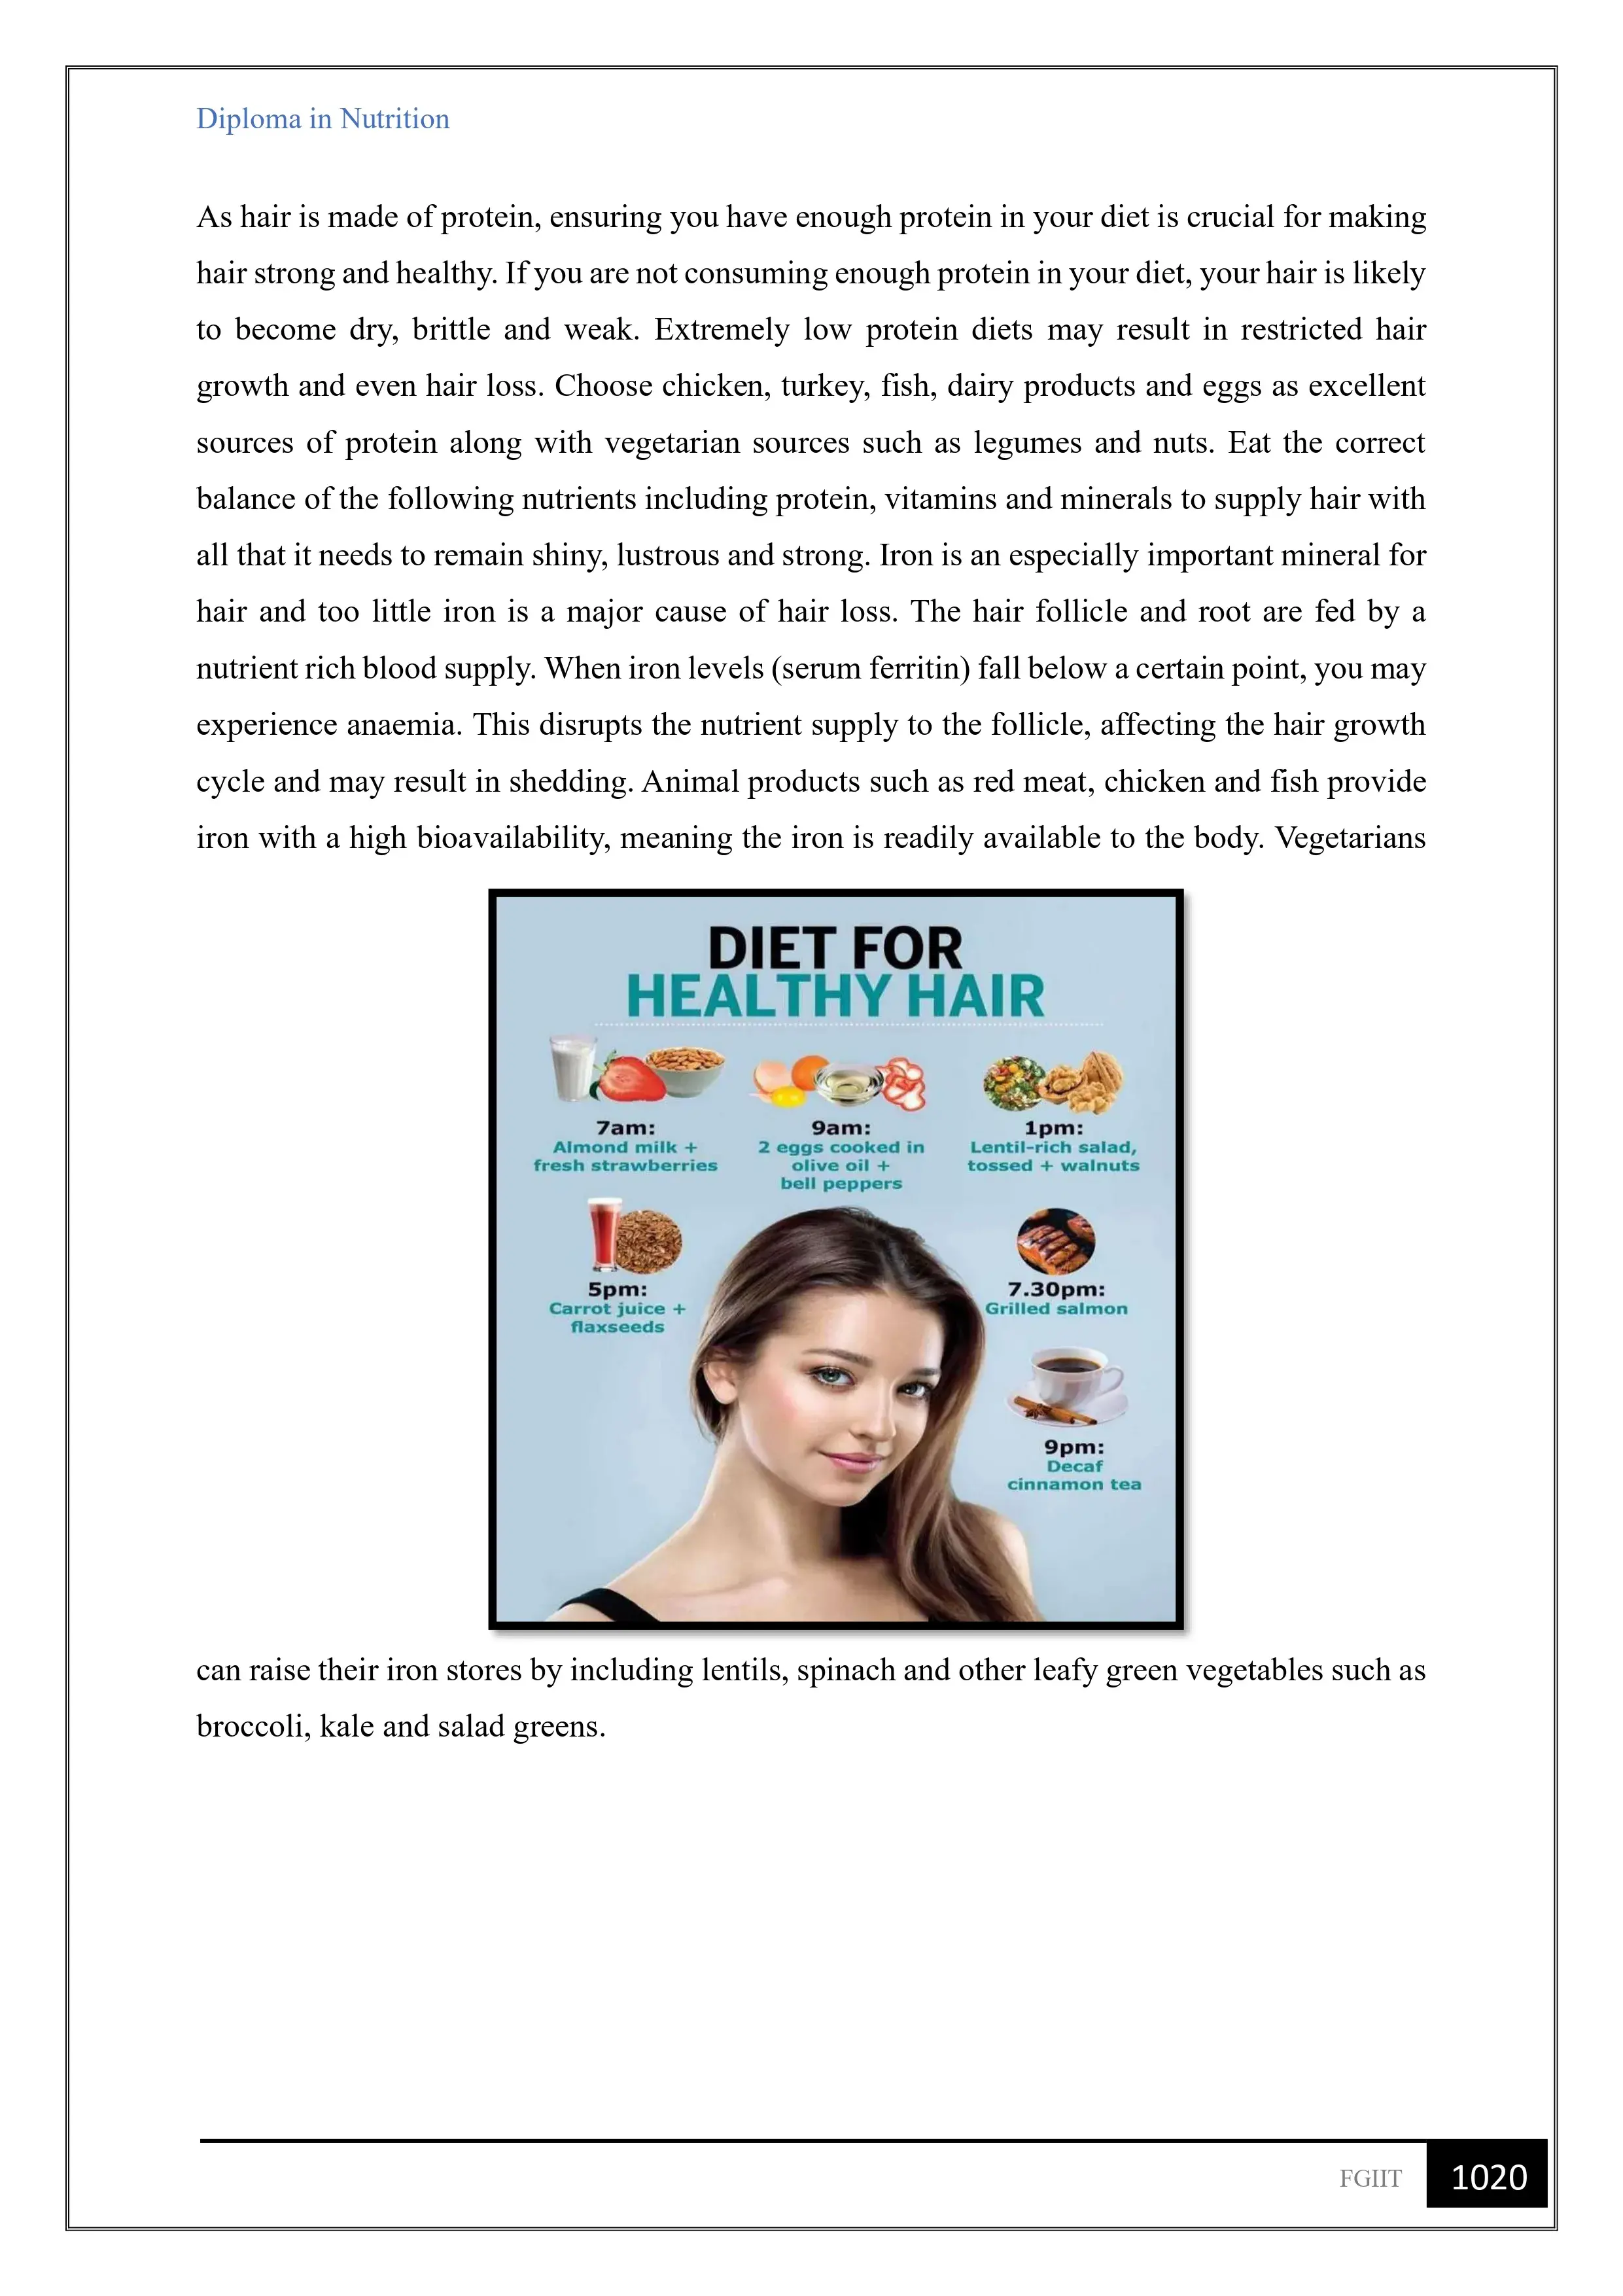 Diploma in Nutrition
As hair is made of protein, ensuring you have enough protein in your diet is crucial for making
hair strong and healthy. If you are not consuming enough protein in your diet, your hair is likely
to become dry, brittle and weak. Extremely low protein diets may result in restricted hair
growth and even hair loss. Choose chicken, turkey, fish, dairy products and eggs as excellent
sources of protein along with vegetarian sources such as legumes and nuts. Eat the correct
balance of the following nutrients including protein, vitamins and minerals to supply hair with
all that it needs to remain shiny, lustrous and strong. Iron is an especially important mineral for
hair and too little iron is a major cause of hair loss. The hair follicle and root are fed by a
nutrient rich blood supply. When iron levels (serum ferritin) fall below a certain point, you may
experience anaemia. This disrupts the nutrient supply to the follicle, affecting the hair growth
cycle and may result in shedding. Animal products such as red meat, chicken and fish provide
iron with a high bioavailability, meaning the iron is readily available to the body. Vegetarians
DIET FOR
HEALTHY HAIR
7am:
Almond milk +
fresh strawberries
9am:
2 eggs cooked in
olive oil +
bell peppers
1pm:
Lentil-rich salad,
tossed + walnuts
5pm:
Carrot juice +
flaxseeds
7.30pm:
Grilled salmon
9pm:
Decaf
cinnamon tea
can raise their iron stores by including lentils, spinach and other leafy green vegetables such as
broccoli, kale and salad greens.
FGIIT 1020